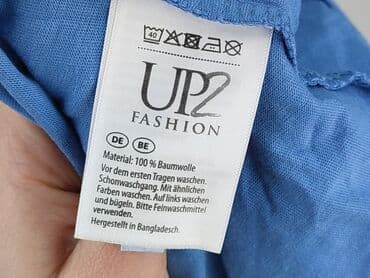 40
UP2
FASHION
DE BE
Material: 100 % Baumwolle
Vor dem ersten Tragen waschen.
Schonwaschgang. Mit ähnlichen
Farben waschen. Auf links waschen
und bügeln. Bitte Feinwaschmittel
verwenden.
Hergestellt in Bangladesch.